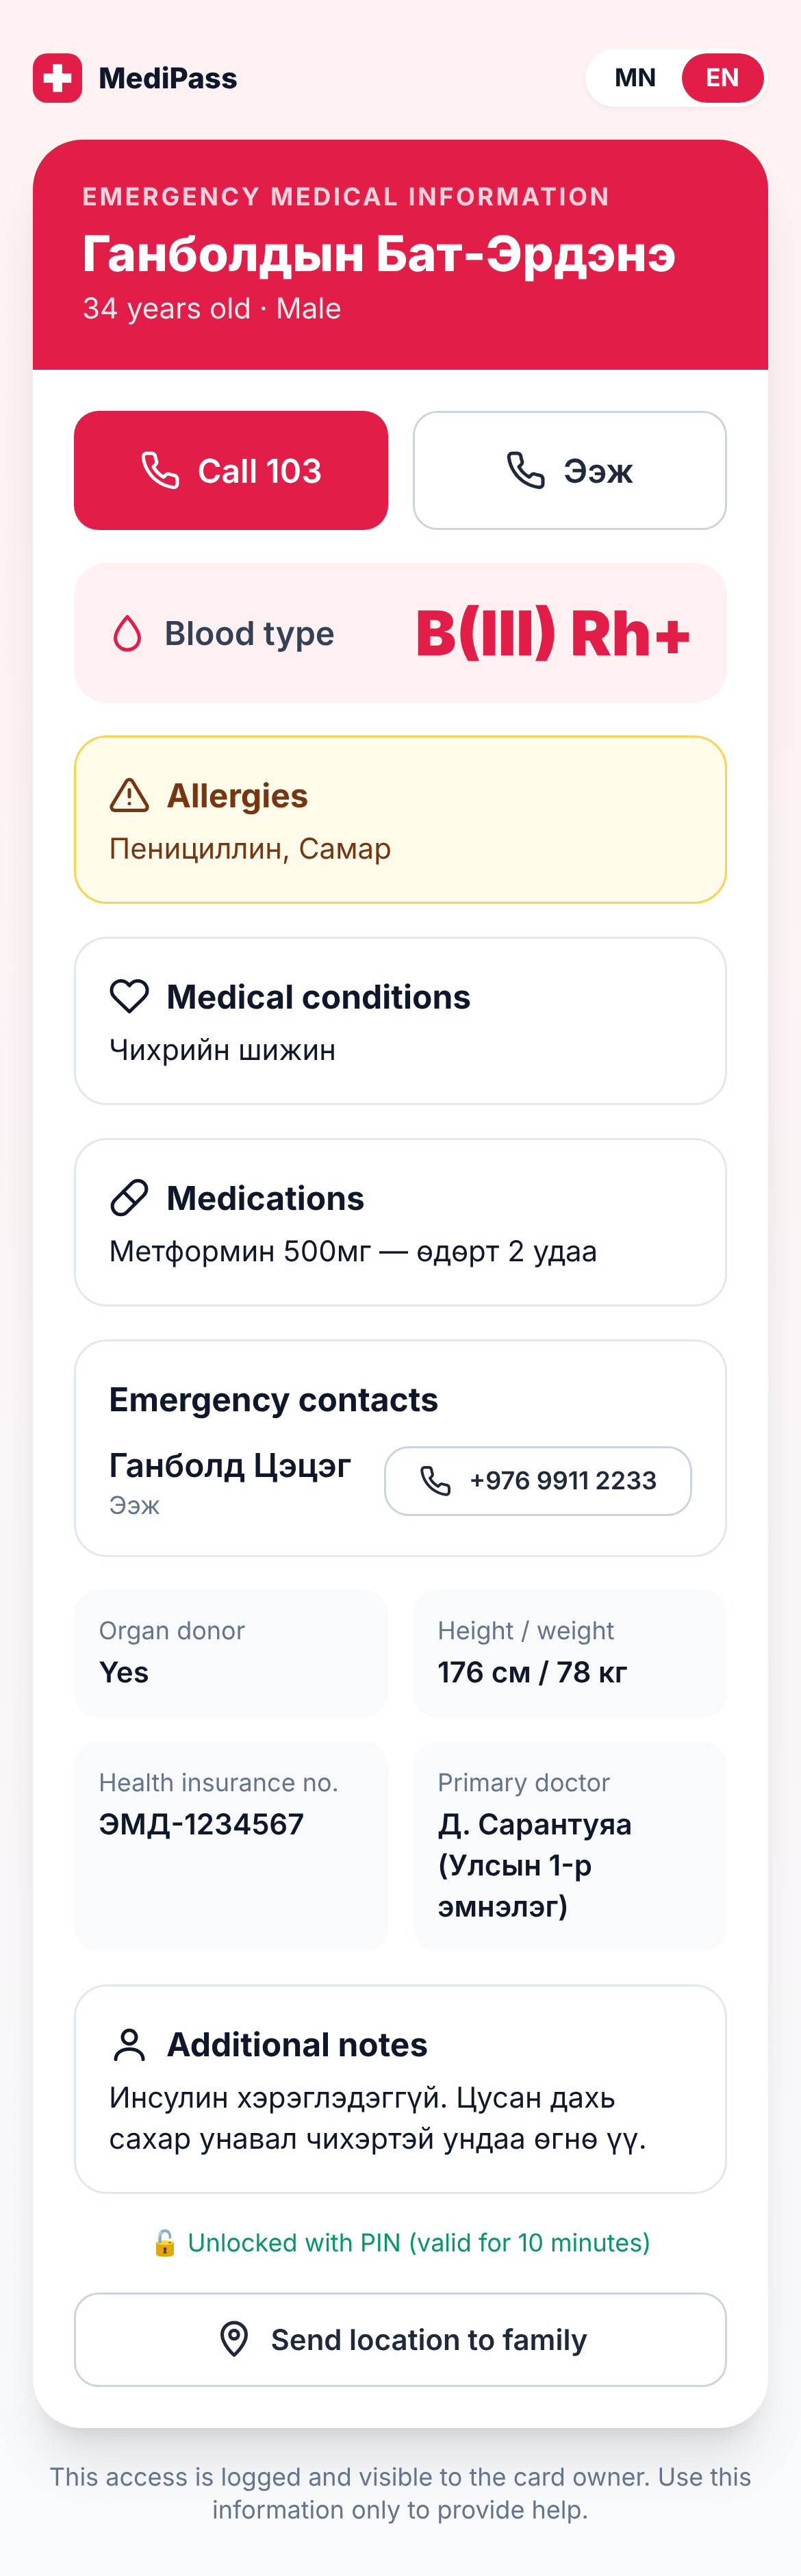 MediPass
MN
EN
EMERGENCY MEDICAL INFORMATION
Ганболдын Бат-Эрдэнэ
34 years old · Male
Call 103
Ээж
Blood type
B(III) Rh+
Allergies
Пенициллин, Самар
Medical conditions
Чихрийн шижин
Medications
Метформин 500мг — өдөрт 2 удаа
Emergency contacts
Ганболд Цэцэг
Ээж
+976 9911 2233
Organ donor
Yes
Height / weight
176 см / 78 кг
Health insurance no.
ЭМД-1234567
Primary doctor
Д. Сарантуяа
(Улсын 1-р
эмнэлэг)
Additional notes
Инсулин хэрэглэдэггүй. Цусан дахь
сахар унавал чихэртэй ундаа өгнө үү.
🔓 Unlocked with PIN (valid for 10 minutes)
Send location to family
This access is logged and visible to the card owner. Use this
information only to provide help.